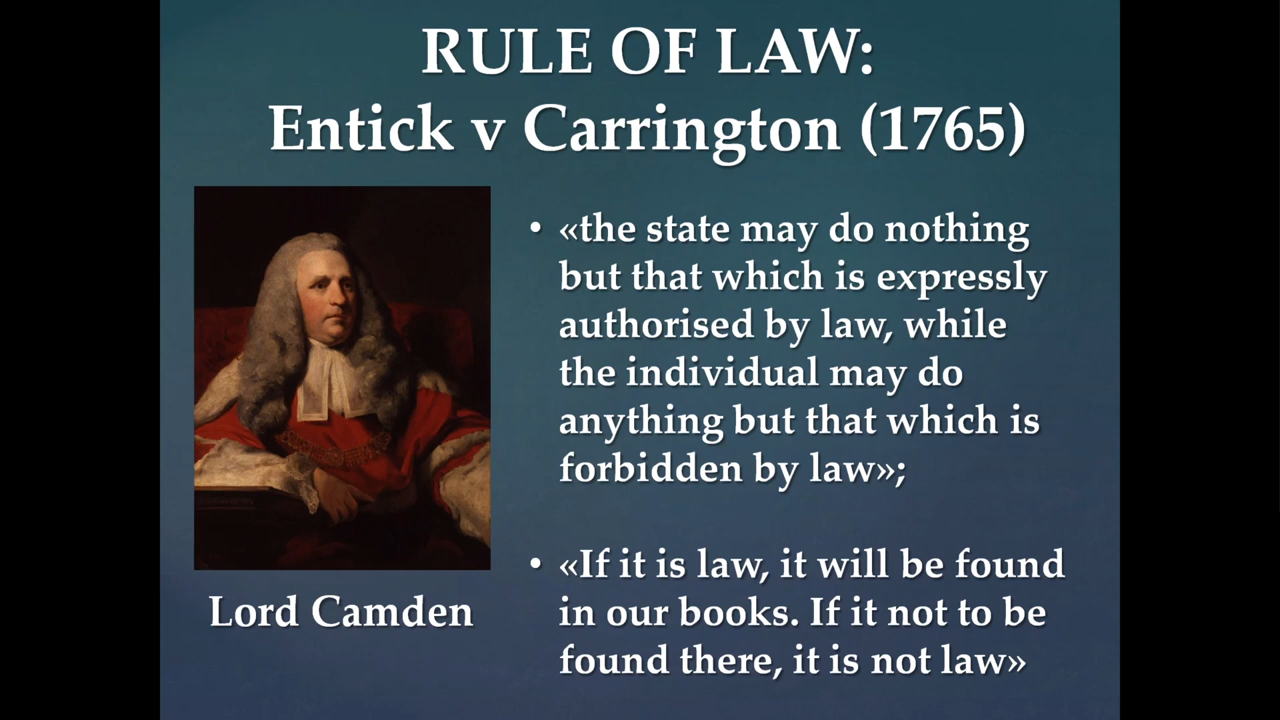 RULE OF LAW:
Entick v Carrington (1765)
• «the state may do nothing
but that which is expressly
authorised by law, while
the individual may do
anything but that which is
forbidden by law»;
• «If it is law, it will be found
in our books. If it not to be
found there, it is not law»
Lord Camden